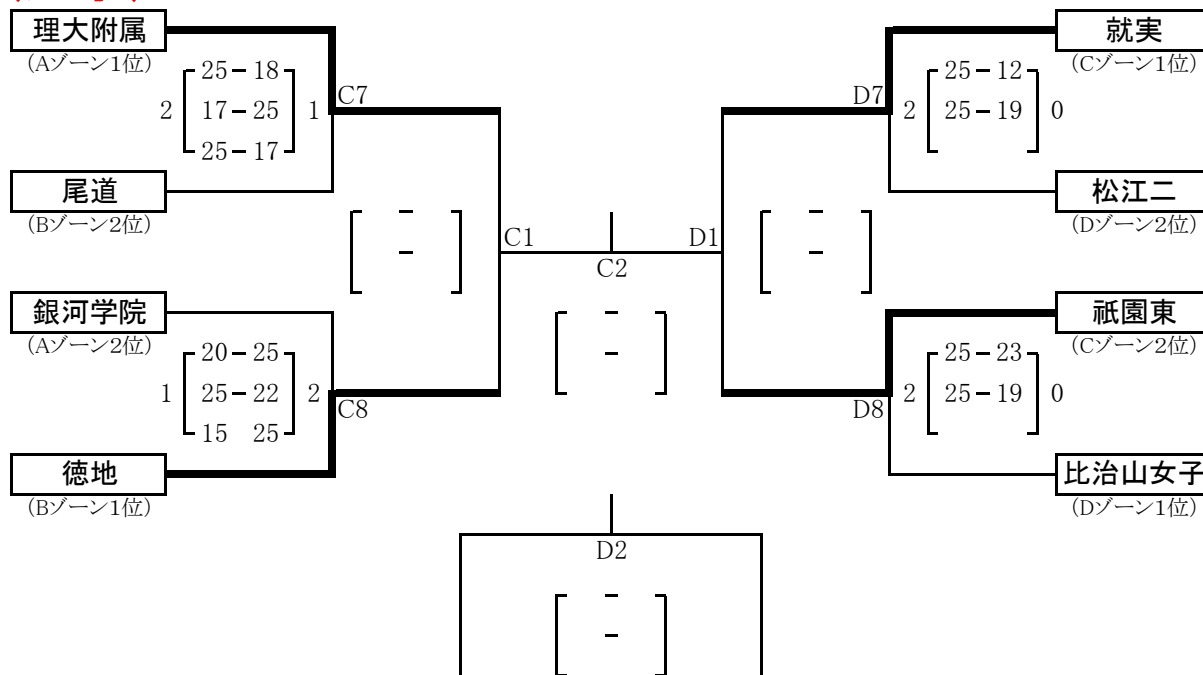 理大附属
(Aゾーン1位)
25-18
2 17-25 1
25-17
C7
尾道
(Bゾーン2位)
就実
(Cゾーン1位)
D7
25-12
2 25-19 0
松江二
(Dゾーン2位)
-
-
C1
C2
D1
-
-
-
-
銀河学院
(Aゾーン2位)
20-25
1 25-22 2
15 25
C8
徳地
(Bゾーン1位)
祇園東
(Cゾーン2位)
25-23
2 25-19 0
D8
比治山女子
(Dゾーン1位)
D2
-
-